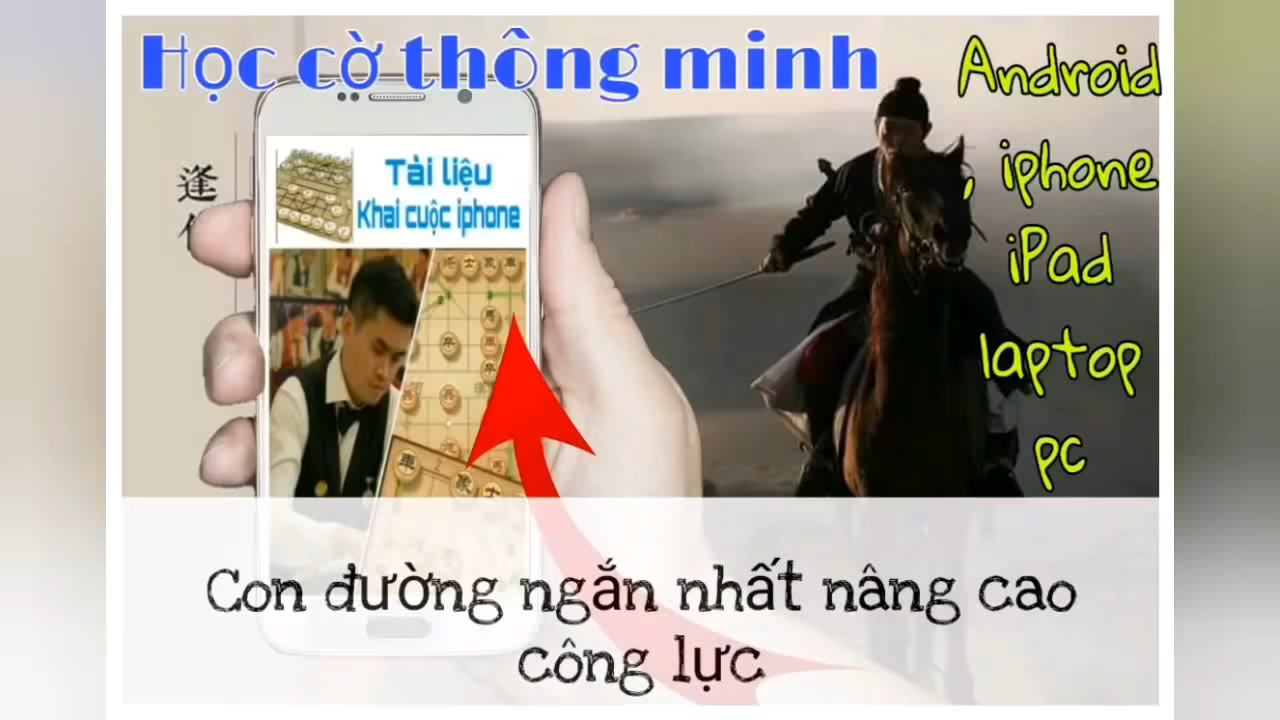 Học cờ thông minh
Android
, iphone
iPad
laptop
pc
逢
Tài liệu
Khai cuộc iphone
Con đường ngắn nhất nâng cao
công lực